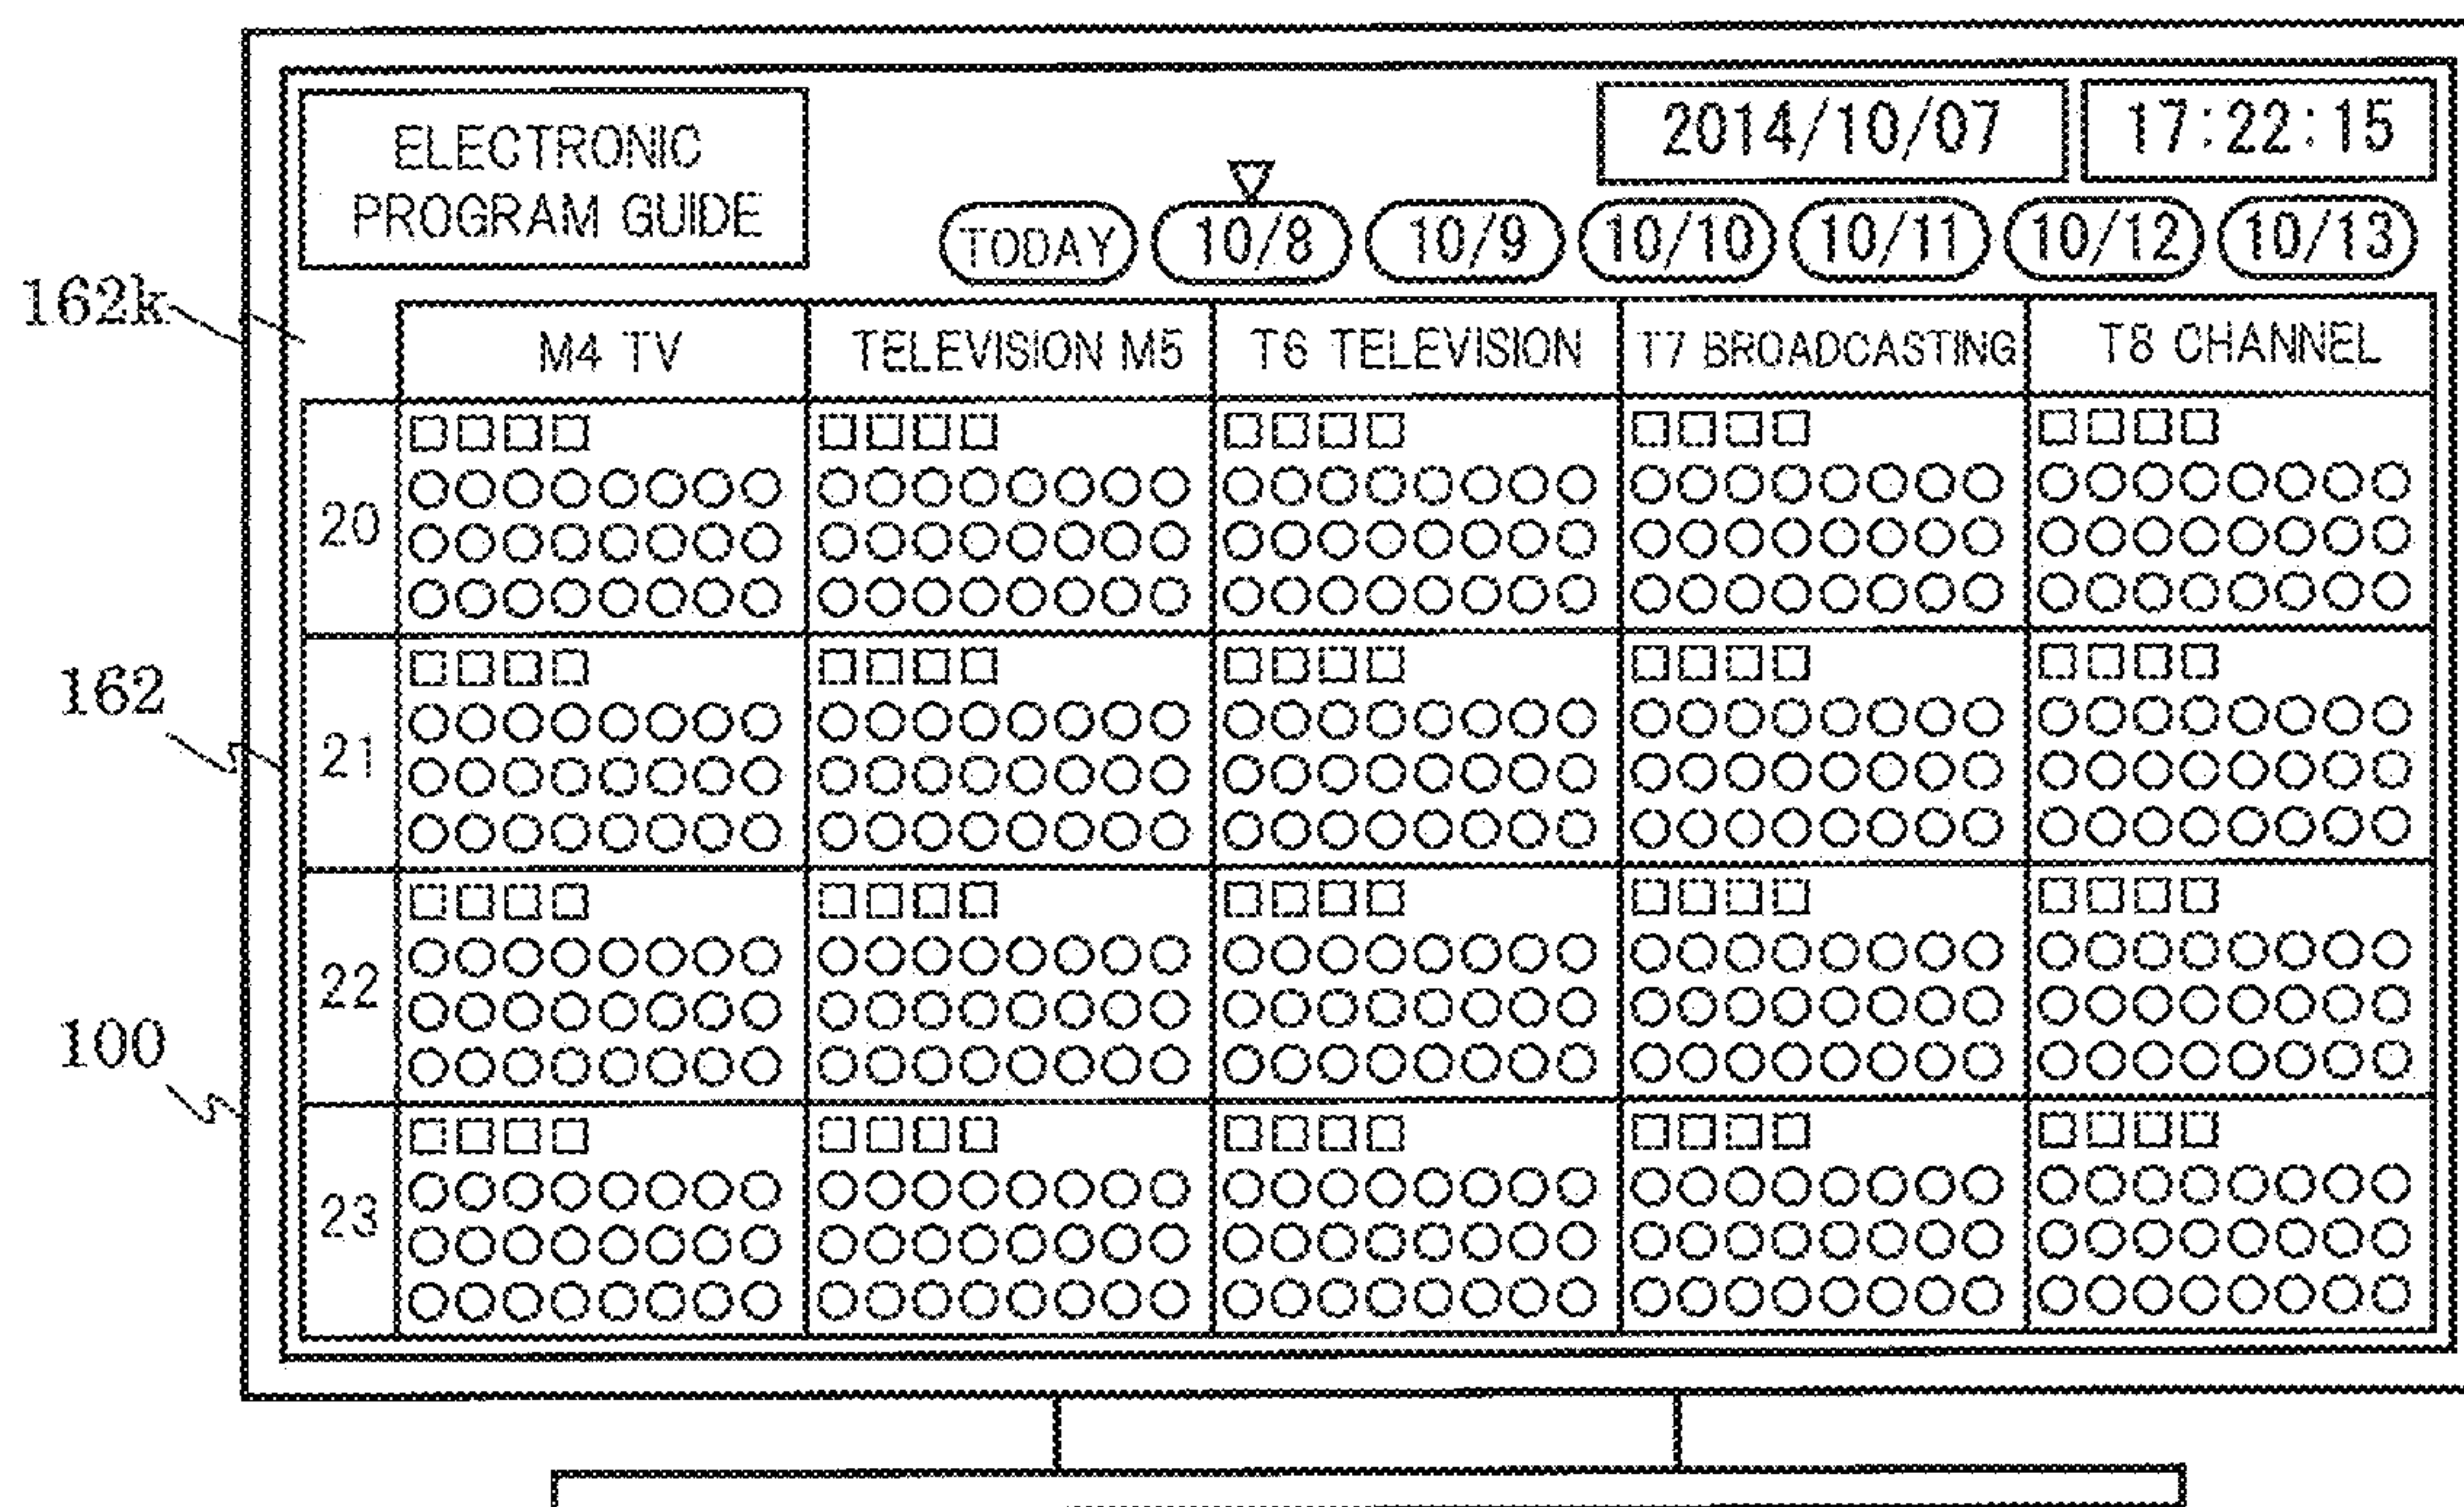 ELECTRONIC
PROGRAM GUIDE
2014/10/07 17:22:15
TODAY 10/8 10/9 10/10 10/11 10/12 10/13
162k
M4 TV TELEVISION M5 T6 TELEVISION T7 BROADCASTING T8 CHANNEL
□□□□ □□□□ □□□□ □□□□ □□□□
○○○○○○○○ ○○○○○○○○ ○○○○○○○○ ○○○○○○○○ ○○○○○○○○
20 ○○○○○○○○ ○○○○○○○○ ○○○○○○○○ ○○○○○○○○ ○○○○○○○○
○○○○○○○○ ○○○○○○○○ ○○○○○○○○ ○○○○○○○○ ○○○○○○○○
□□□□ □□□□ □□□□ □□□□ □□□□
162
○○○○○○○○ ○○○○○○○○ ○○○○○○○○ ○○○○○○○○ ○○○○○○○○
21 ○○○○○○○○ ○○○○○○○○ ○○○○○○○○ ○○○○○○○○ ○○○○○○○○
○○○○○○○○ ○○○○○○○○ ○○○○○○○○ ○○○○○○○○ ○○○○○○○○
□□□□ □□□□ □□□□ □□□□ □□□□
○○○○○○○○ ○○○○○○○○ ○○○○○○○○ ○○○○○○○○ ○○○○○○○○
22 ○○○○○○○○ ○○○○○○○○ ○○○○○○○○ ○○○○○○○○ ○○○○○○○○
100
○○○○○○○○ ○○○○○○○○ ○○○○○○○○ ○○○○○○○○ ○○○○○○○○
□□□□ □□□□ □□□□ □□□□ □□□□
○○○○○○○○ ○○○○○○○○ ○○○○○○○○ ○○○○○○○○ ○○○○○○○○
23 ○○○○○○○○ ○○○○○○○○ ○○○○○○○○ ○○○○○○○○ ○○○○○○○○
○○○○○○○○ ○○○○○○○○ ○○○○○○○○ ○○○○○○○○ ○○○○○○○○